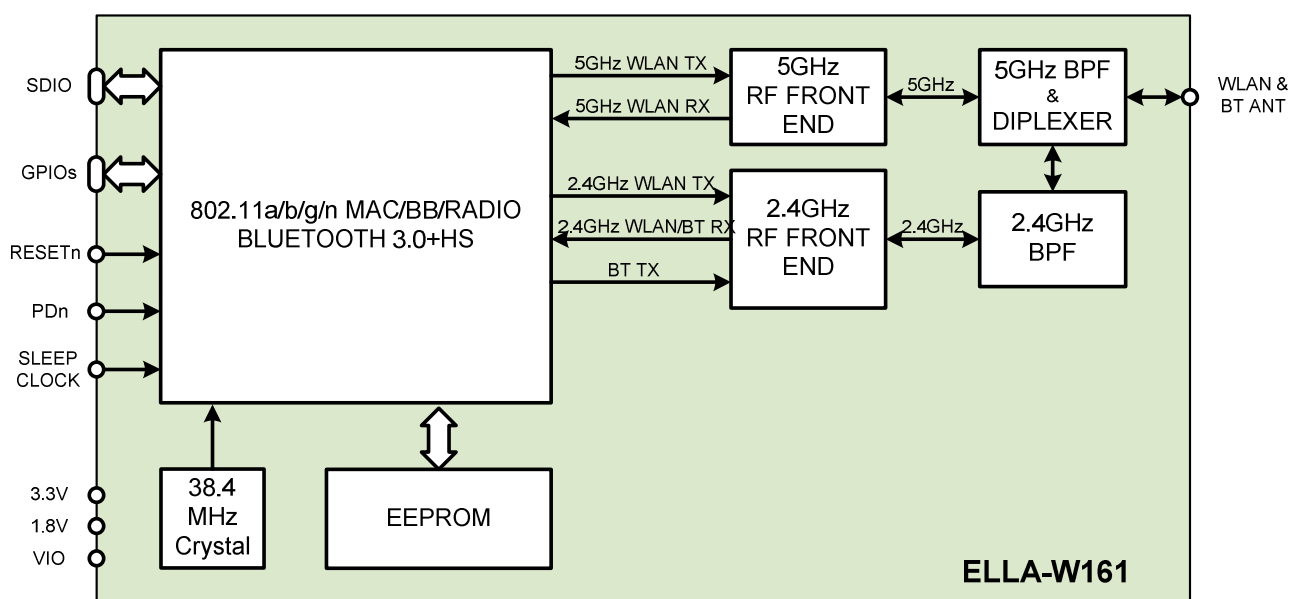 SDIO
GPIOs
RESETn
PDn
SLEEP
CLOCK
3.3V
1.8V
VIO
802.11a/b/g/n MAC/BB/RADIO
BLUETOOTH 3.0+HS
38.4
MHz
Crystal
EEPROM
5GHz WLAN TX
5GHz WLAN RX
2.4GHz WLAN TX
2.4GHz WLAN/BT RX
BT TX
5GHz
RF FRONT
END
2.4GHz
RF FRONT
END
5GHz
2.4GHz
5GHz BPF
&
DIPLEXER
2.4GHz
BPF
WLAN &
BT ANT
ELLA-W161